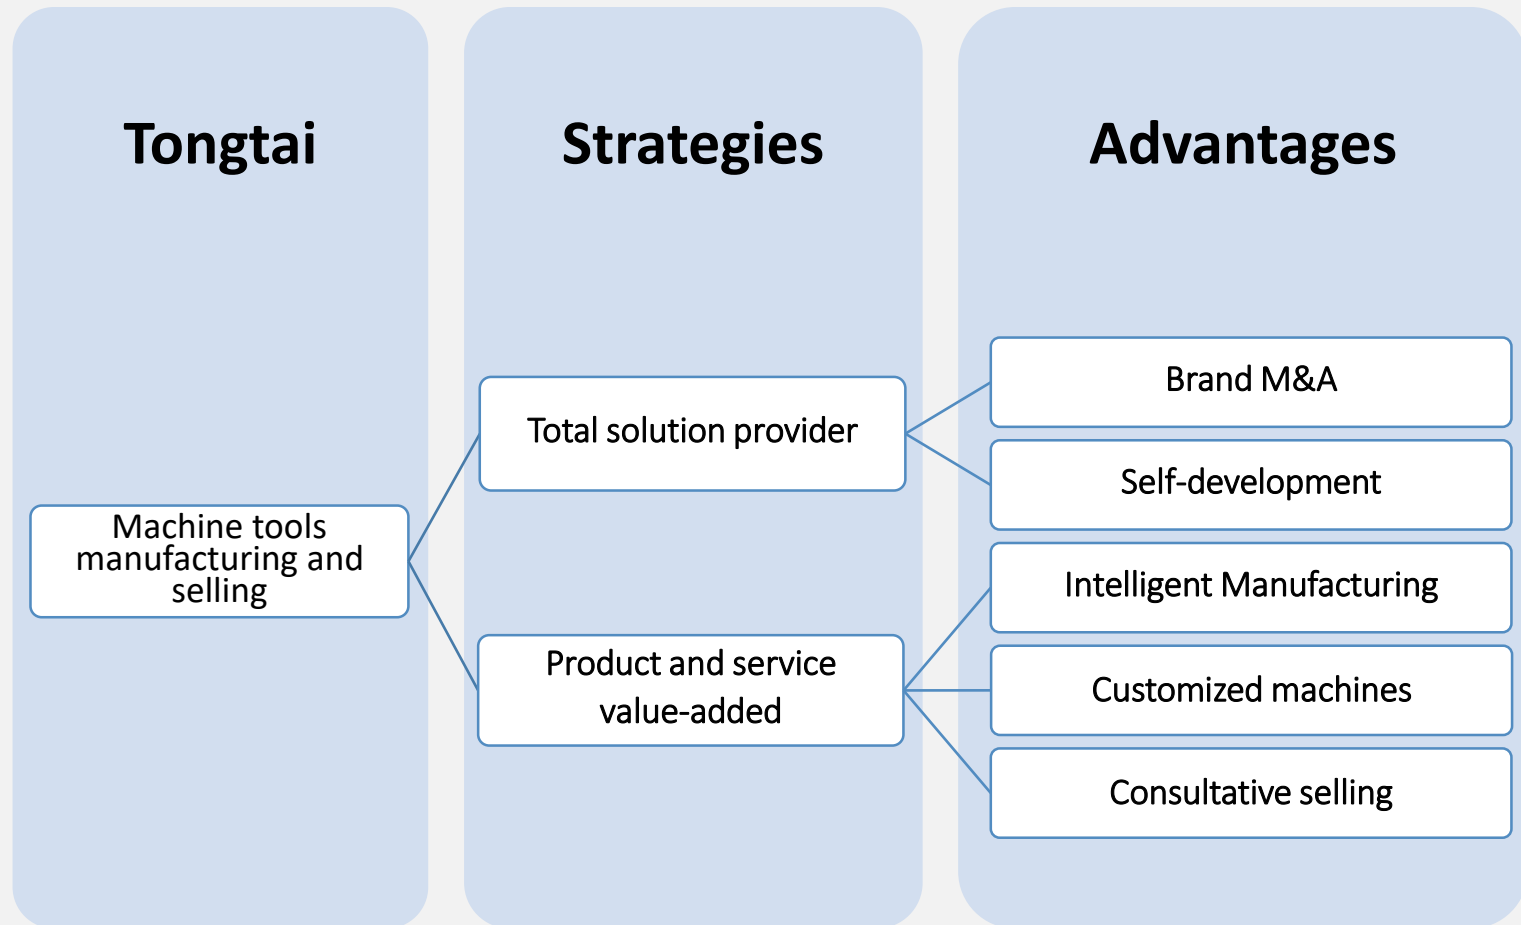 Tongtai
Strategies
Advantages
Machine tools
manufacturing and
selling
Total solution provider
Product and service
value-added
Brand M&A
Self-development
Intelligent Manufacturing
Customized machines
Consultative selling